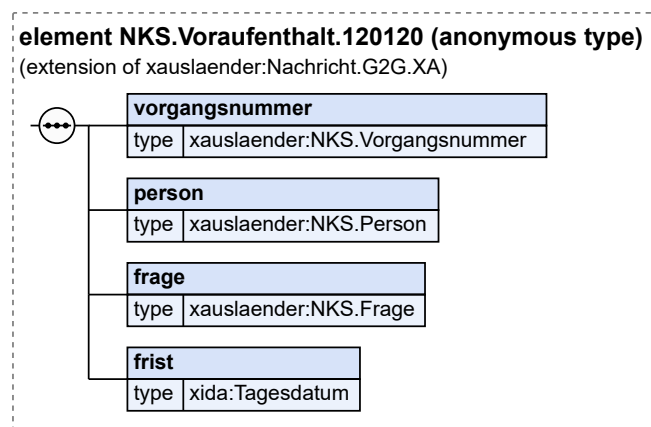 element NKS.Voraufenthalt.120120 (anonymous type)
(extension of xauslaender:Nachricht.G2G.XA)
vorgangsnummer
type xauslaender:NKS.Vorgangsnummer
person
type xauslaender:NKS.Person
frage
type xauslaender:NKS.Frage
frist
type xida:Tagesdatum